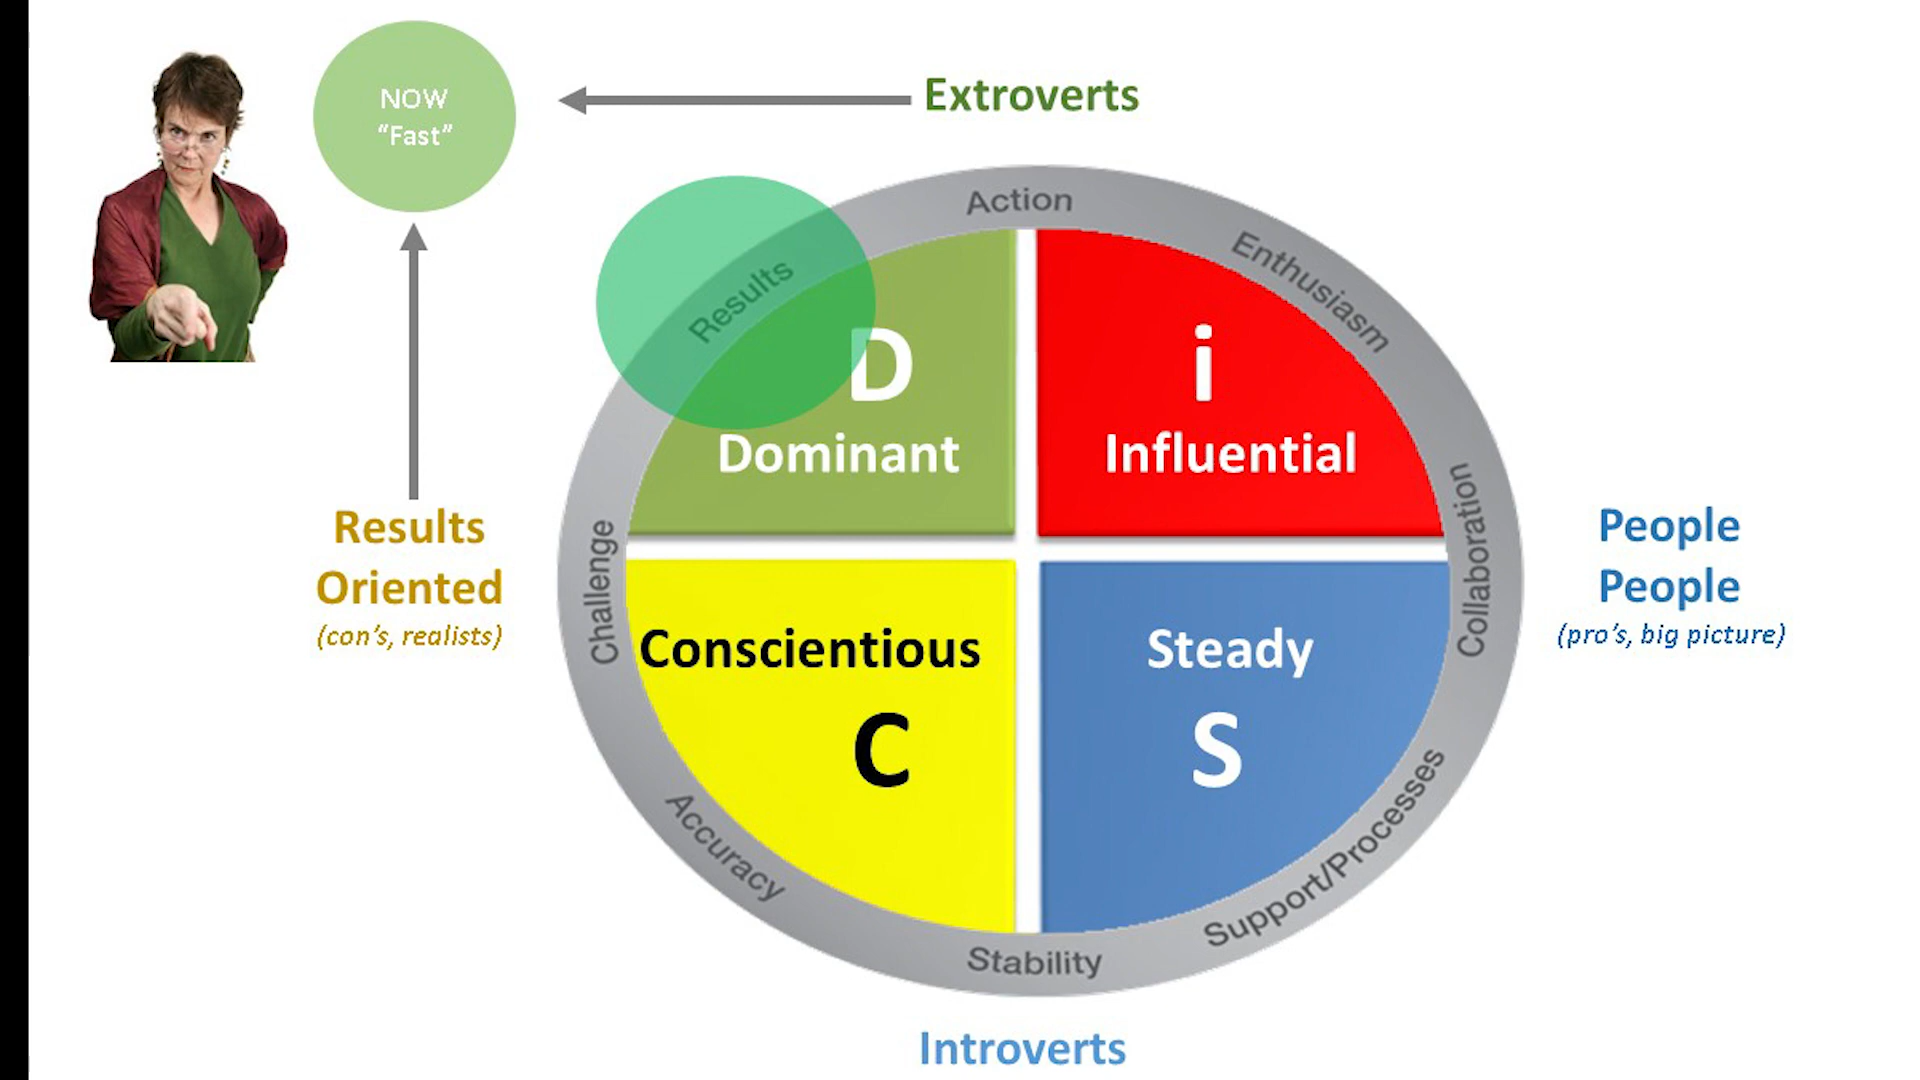 NOW
“Fast”
Extroverts
Action
Enthusiasm
Results
D
Dominant
i
Influential
Challenge
Collaboration
Results
Oriented
(con’s, realists)
People
People
(pro’s, big picture)
Conscientious
C
Steady
S
Accuracy
Support/Processes
Stability
Introverts